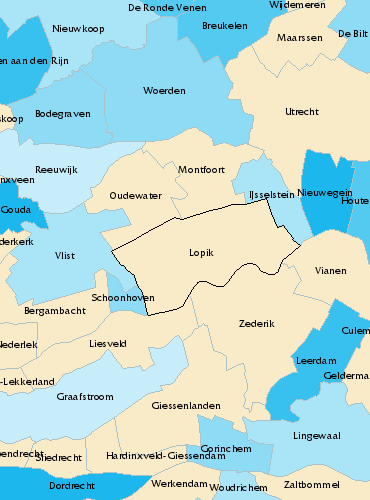 De Ronde Venen
Wijdemeren
Nieuwkoop
Breukelen
Maarssen
De Bilt
en aan den Rijn
Woerden
Bodegraven
Utrecht
skoop
Reeuwijk
Montfoort
nxveen
Oudewater
IJsselstein
Nieuwegein
Houte
Gouda
derkerk
Vlist
Lopik
Vianen
Schoonhoven
Bergambacht
Zederik
Culem
Nederlek
Liesveld
Leerdam
Gelderma
-Lekkerland
Graafstroom
Giessenlanden
Lingewaal
Gorinchem
pendrecht
Sliedrecht
Hardinxveld-Giessendam
Dordrecht
Werkendam
Woudrichem
Zaltbommel